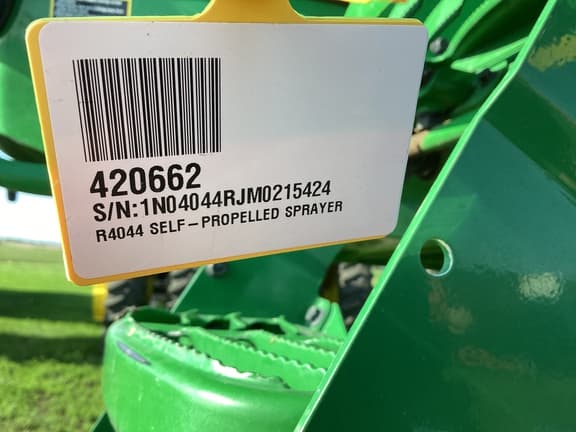 420662
S/N:1N04044RJM0215424
R4044 SELF-PROPELLED SPRAYER